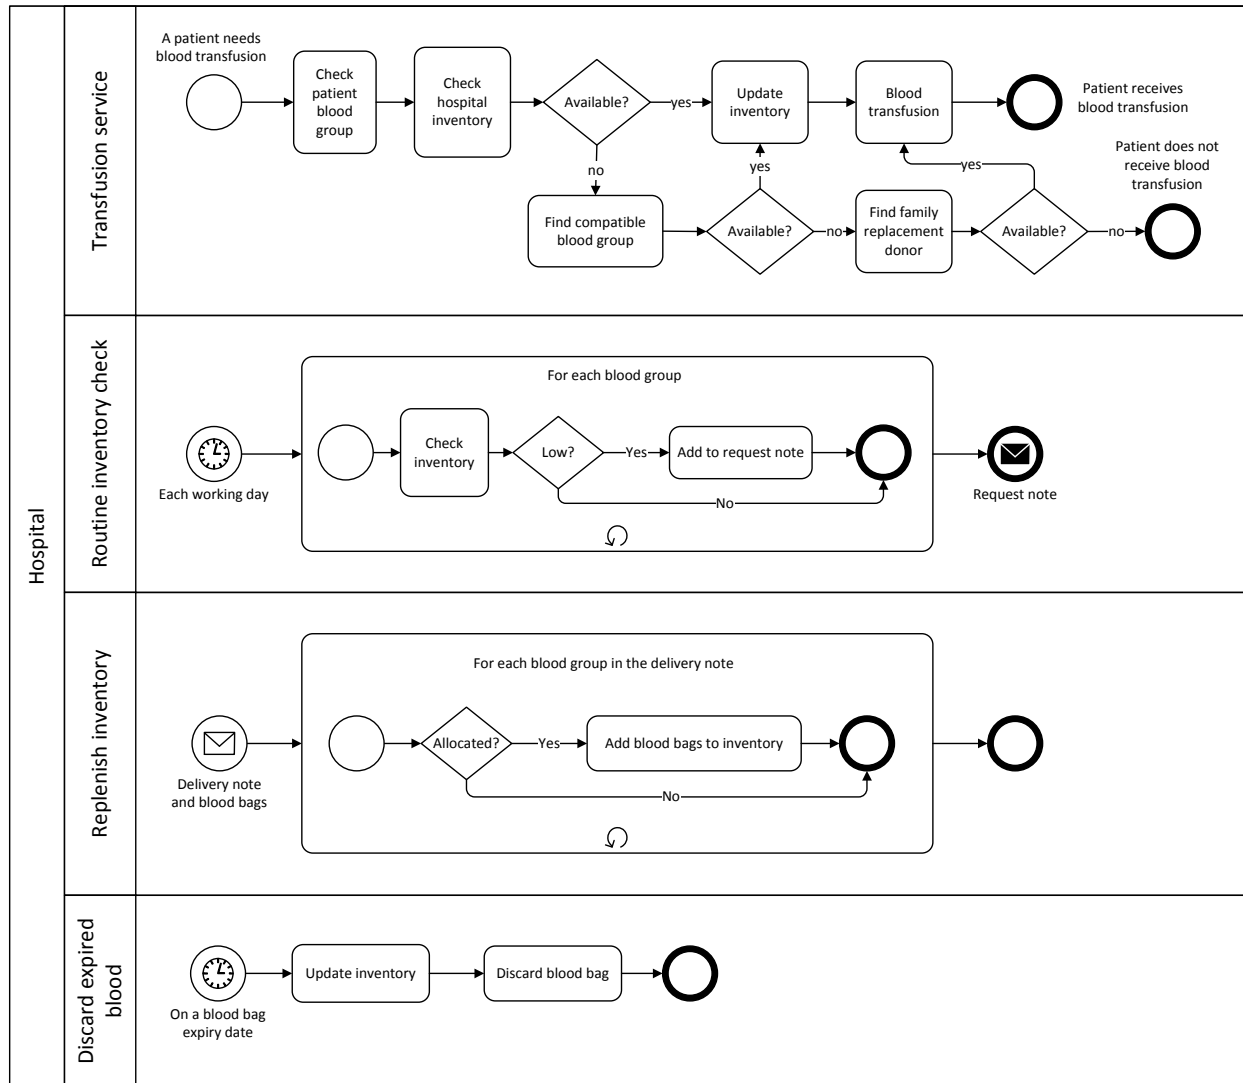 Hospital
Transfusion service
A patient needs
blood transfusion
Check
patient
blood
group
Check
hospital
inventory
Available?
yes
Update
inventory
Blood
transfusion
Patient receives
blood transfusion
no
yes
yes
Patient does not
receive blood
transfusion
Find compatible
blood group
Available?
no
Find family
replacement
donor
Available?
no
Routine inventory check
For each blood group
Each working day
Check
inventory
Low?
Yes
Add to request note
No
Request note
Replenish inventory
For each blood group in the delivery note
Delivery note
and blood bags
Allocated?
Yes
Add blood bags to inventory
No
Discard expired
blood
On a blood bag
expiry date
Update inventory
Discard blood bag